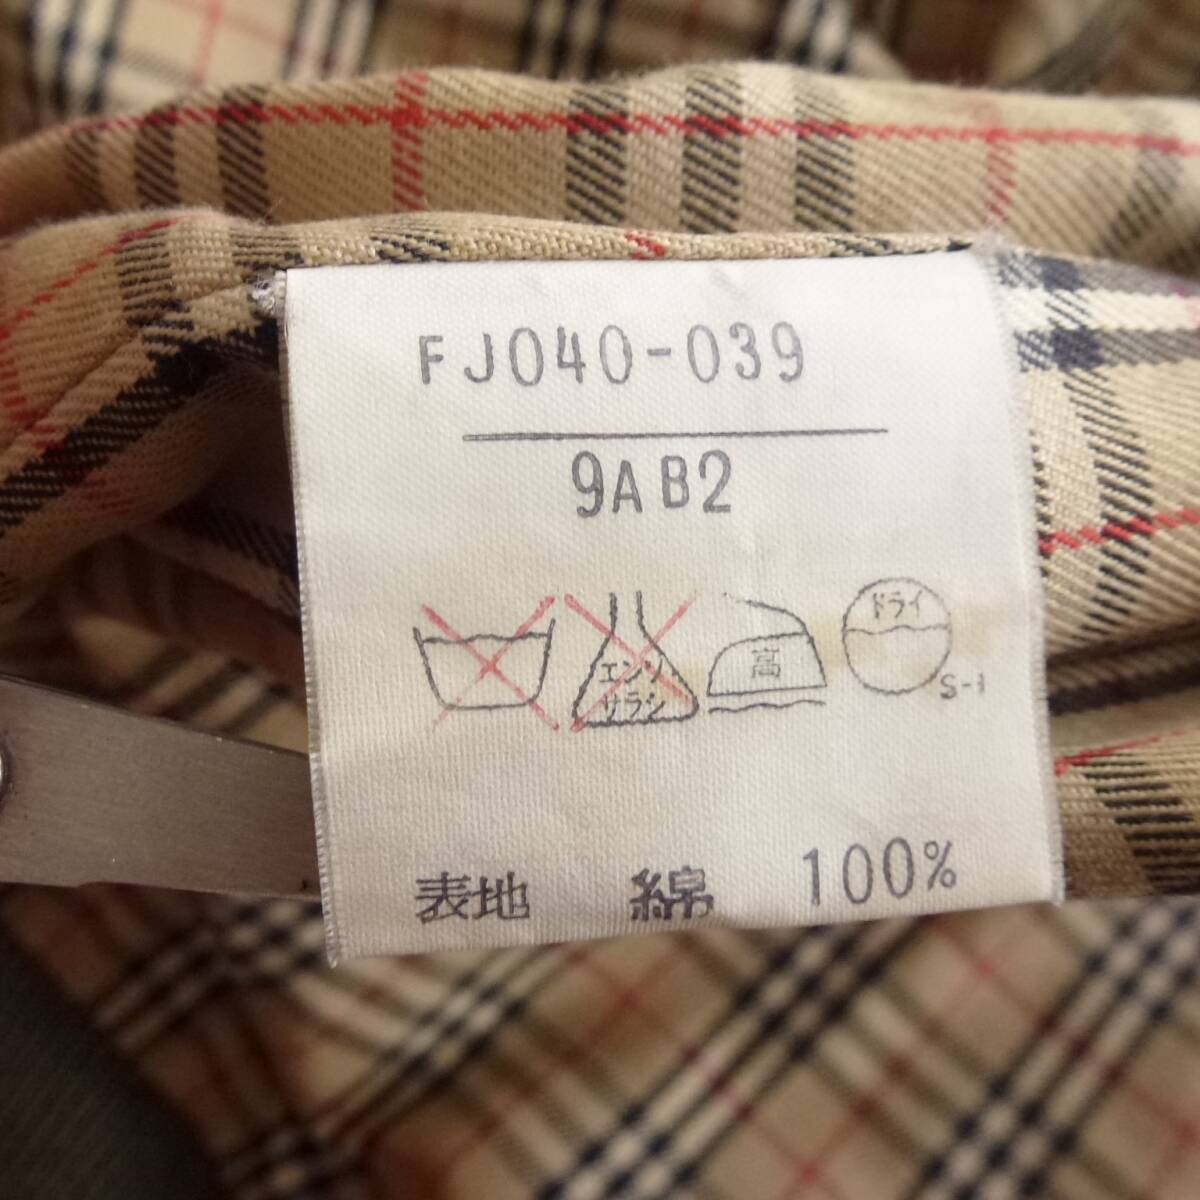 FJ040-039
9AB2
エンソ
サラシ
高
ドライ
S-1
表地 綿 100%